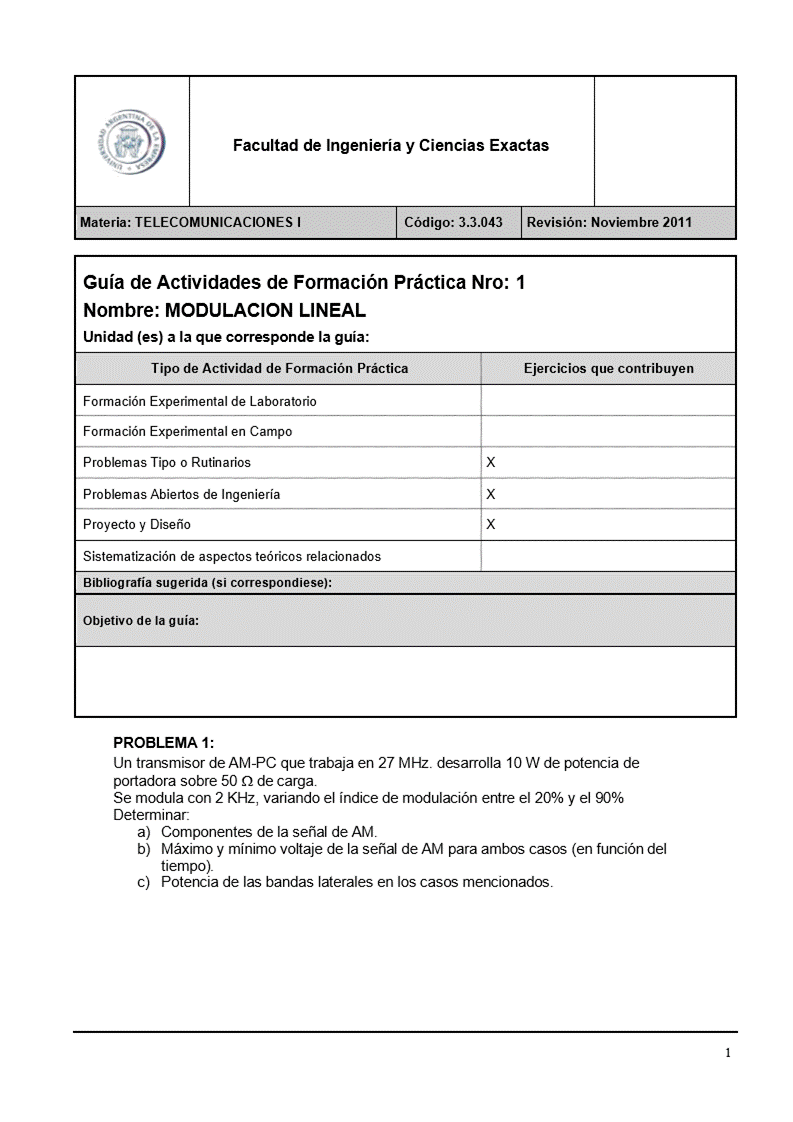 UNIVERSIDAD ARGENTINA DE LA EMPRESA
Facultad de Ingeniería y Ciencias Exactas
Materia: TELECOMUNICACIONES I
Código: 3.3.043
Revisión: Noviembre 2011
Guía de Actividades de Formación Práctica Nro: 1
Nombre: MODULACION LINEAL
Unidad (es) a la que corresponde la guía:
Tipo de Actividad de Formación Práctica
Ejercicios que contribuyen
Formación Experimental de Laboratorio
Formación Experimental en Campo
Problemas Tipo o Rutinarios
X
Problemas Abiertos de Ingeniería
X
Proyecto y Diseño
X
Sistematización de aspectos teóricos relacionados
Bibliografía sugerida (si correspondiese):
Objetivo de la guía:
PROBLEMA 1:
Un transmisor de AM-PC que trabaja en 27 MHz. desarrolla 10 W de potencia de
portadora sobre 50 Ω de carga.
Se modula con 2 KHz, variando el índice de modulación entre el 20% y el 90%
Determinar:
a) Componentes de la señal de AM.
b) Máximo y mínimo voltaje de la señal de AM para ambos casos (en función del
tiempo).
c) Potencia de las bandas laterales en los casos mencionados.
1